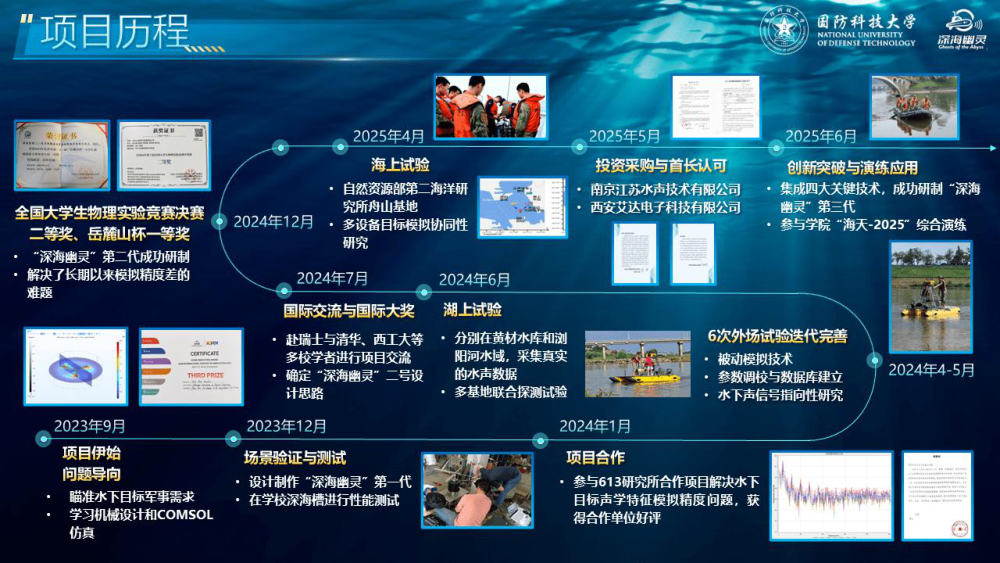 项目历程
国防科技大学
NATIONAL UNIVERSITY
OF DEFENSE TECHNOLOGY
深海幽灵
Ghosts of the Abyss
荣誉证书
获奖证书
二等奖
全国大学生物理实验竞赛决赛
二等奖、岳麓山杯一等奖
• “深海幽灵”第二代成功研制
• 解决了长期以来模拟精度差的
难题
2024年12月
2025年4月
海上试验
• 自然资源部第二海洋研
究所舟山基地
• 多设备目标模拟协同性
研究
2025年5月
投资采购与首长认可
• 南京江苏水声技术有限公司
• 西安艾达电子科技有限公司
2025年6月
创新突破与演练应用
• 集成四大关键技术，成功研制“深海
幽灵”第三代
• 参与学院“海天-2025”综合演练
2024年7月
国际交流与国际大奖
• 赴瑞士与清华、西工大等
多校学者进行项目交流
• 确定“深海幽灵”二号设
计思路
2024年6月
湖上试验
• 分别在黄材水库和浏
阳河水域，采集真实
的水声数据
• 多基地联合探测试验
6次外场试验迭代完善
• 被动模拟技术
• 参数调校与数据库建立
• 水下声信号指向性研究
2024年4-5月
CERTIFICATE
THIRD PRIZE
2023年9月
项目伊始
问题导向
• 瞄准水下目标军事需求
• 学习机械设计和COMSOL
仿真
2023年12月
场景验证与测试
• 设计制作“深海幽灵”第一代
• 在学校深海槽进行性能测试
2024年1月
项目合作
• 参与613研究所合作项目解决水下
目标声学特征模拟精度问题，获
得合作单位好评